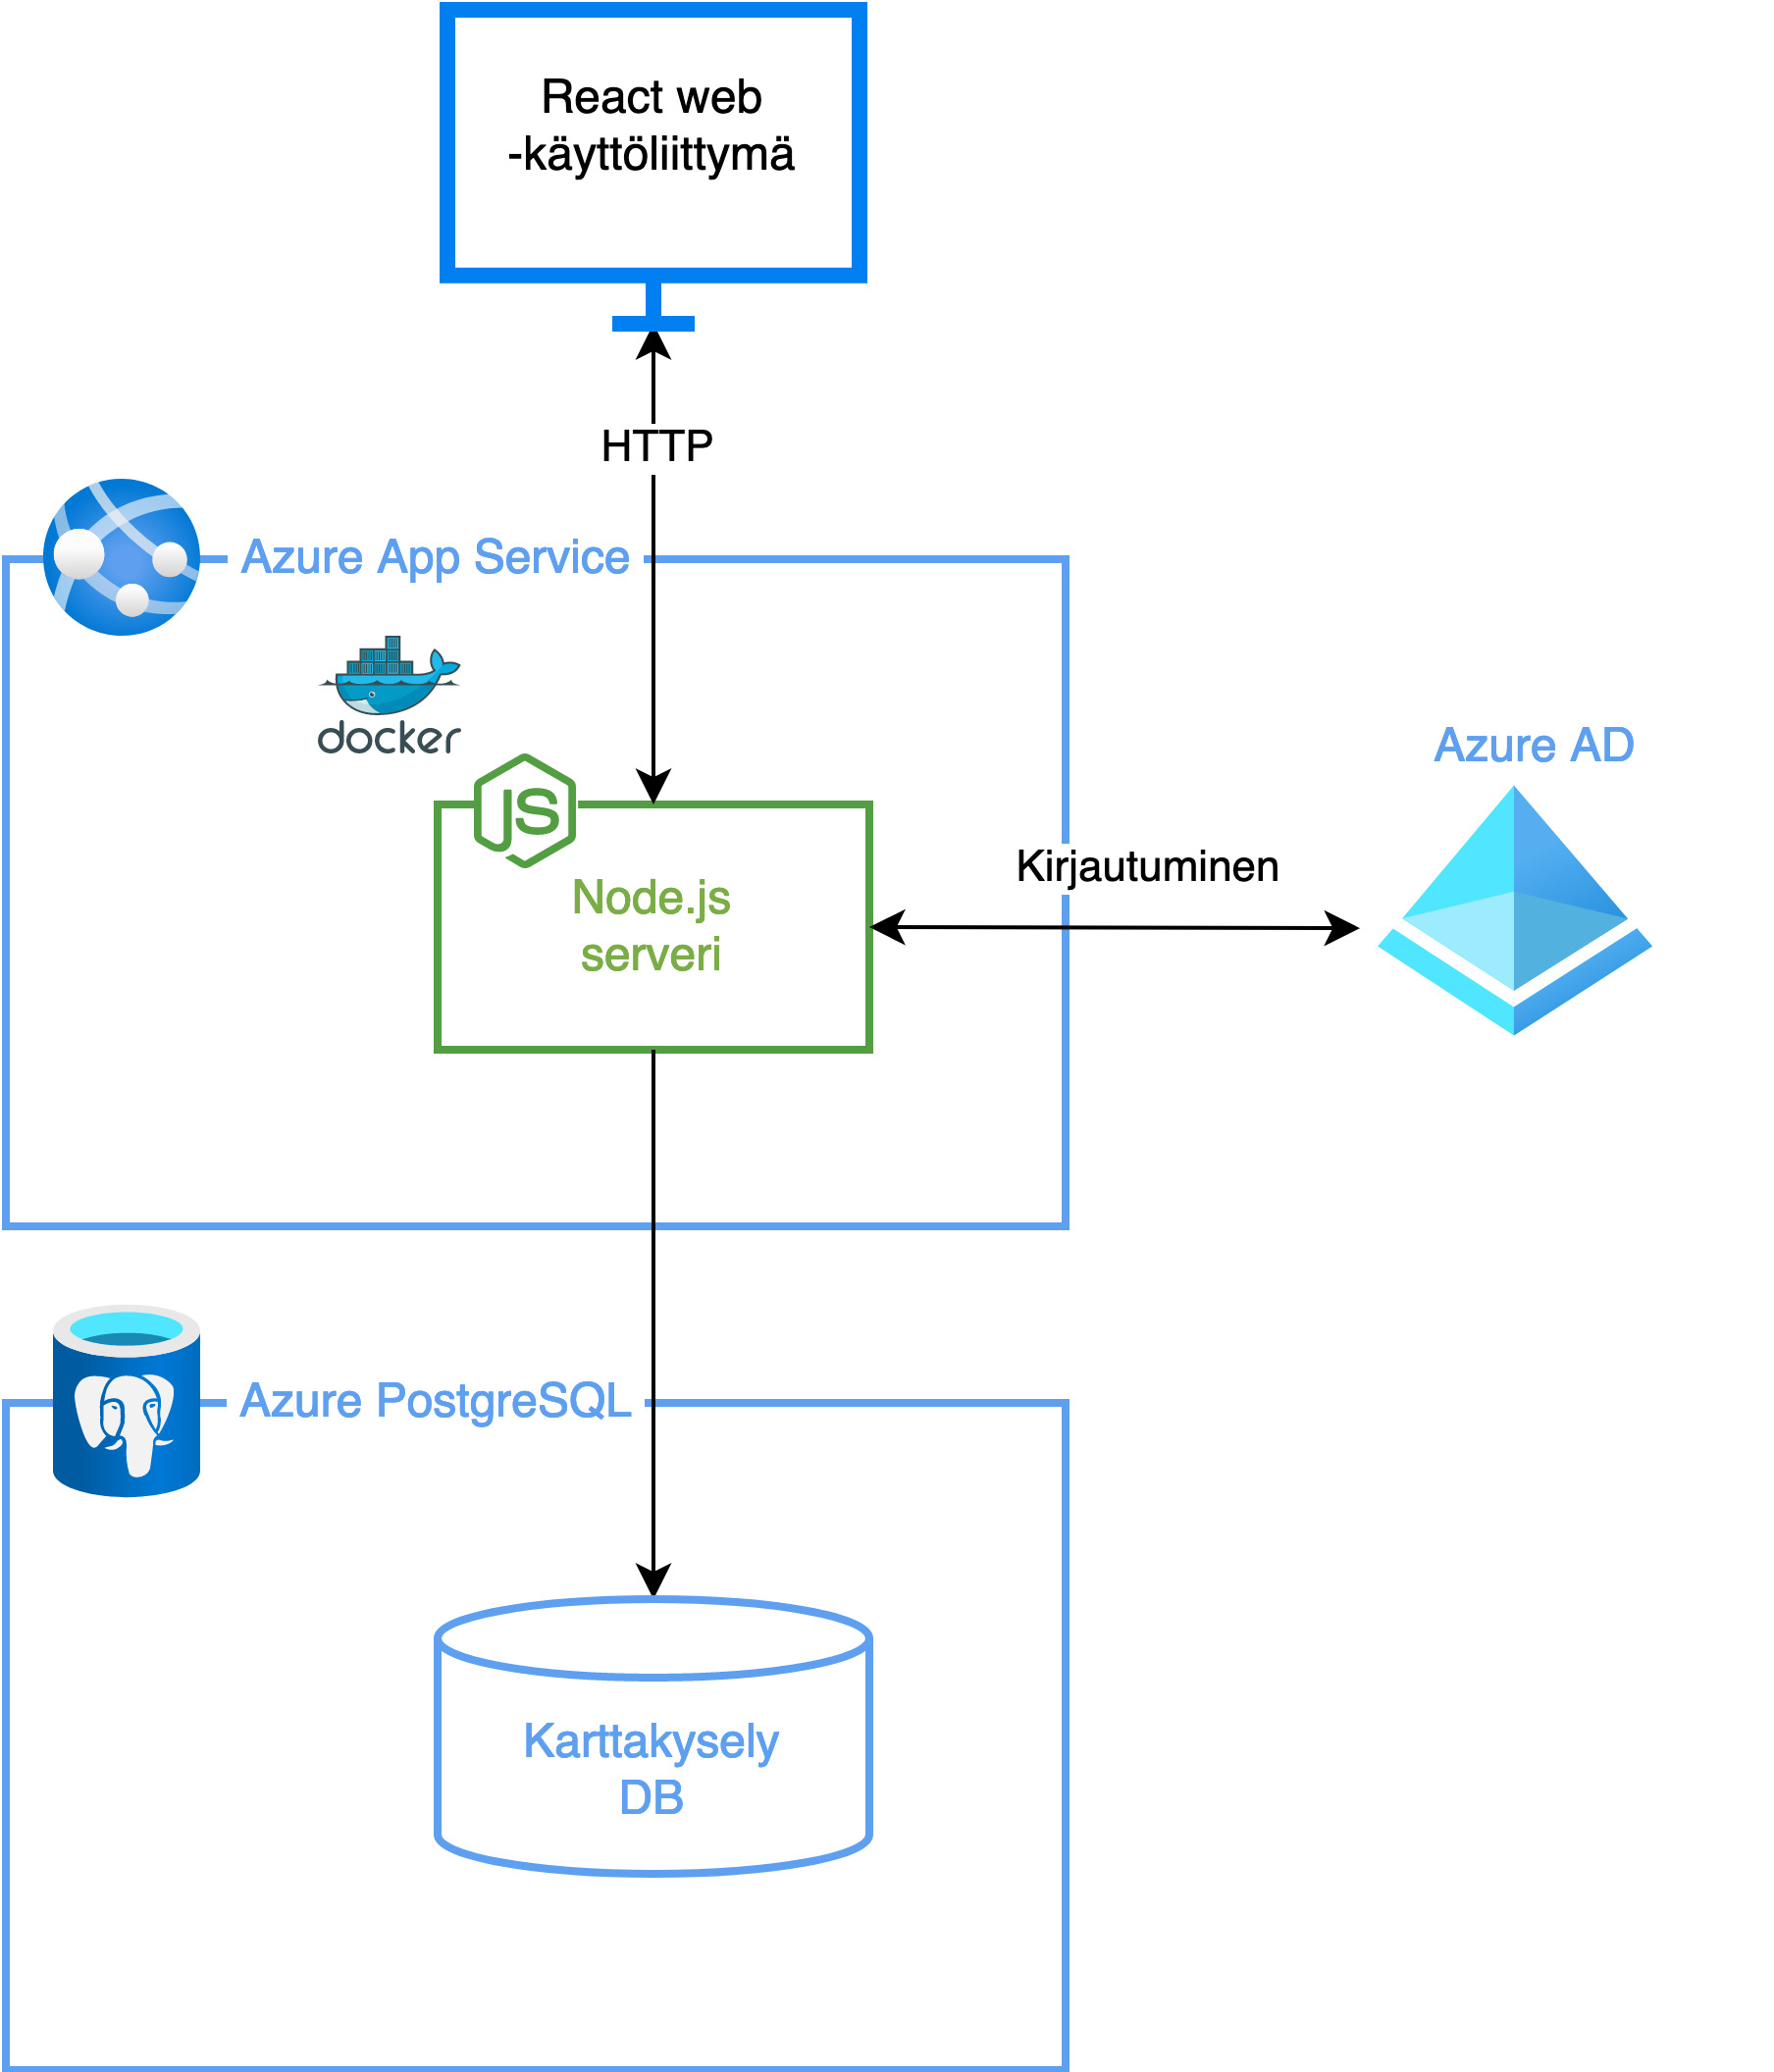 React web
-käyttöliittymä
HTTP
Azure App Service
docker
JS
Node.js
serveri
Kirjautuminen
Azure AD
Azure PostgreSQL
Karttakysely
DB